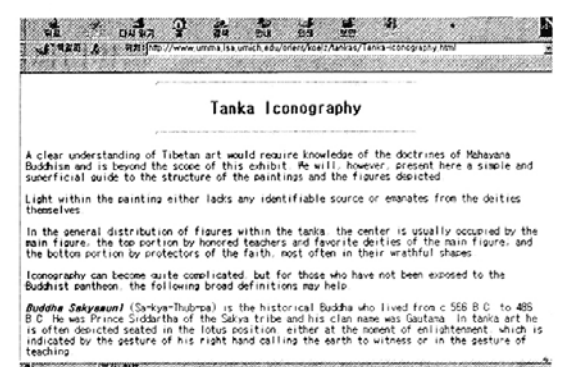 다시 읽기
http://www.umma.lsa.umich.edu/orient/koelz/tankas/Tanka-iconography.html
Tanka Iconography
A clear understanding of Tibetan art would require knowledge of the doctrines of Mahayana
Buddhism and is beyond the scope of this exhibit. We will, however, present here a simple and
superficial guide to the structure of the paintings and the figures depicted
Light within the painting either lacks any identifiable source or emanates from the deities
themselves
In the general distribution of figures within the tanka, the center is usually occupied by the
main figure, the top portion by honored teachers and favorite deities of the main figure, and
the bottom portion by protectors of the faith, most often in their wrathful shapes
Iconography can become quite complicated, but for those who have not been exposed to the
Buddhist pantheon, the following broad definitions may help
Buddha Sakyamuni (Sa-kya-Thub-pa) is the historical Buddha who lived from c 566 B C to 486
B C He was Prince Siddartha of the Sakya tribe and his clan name was Gautama In tanka art he
is often depicted seated in the lotus position either at the moment of enlightenment, which is
indicated by the gesture of his right hand calling the earth to witness or in the gesture of
teaching